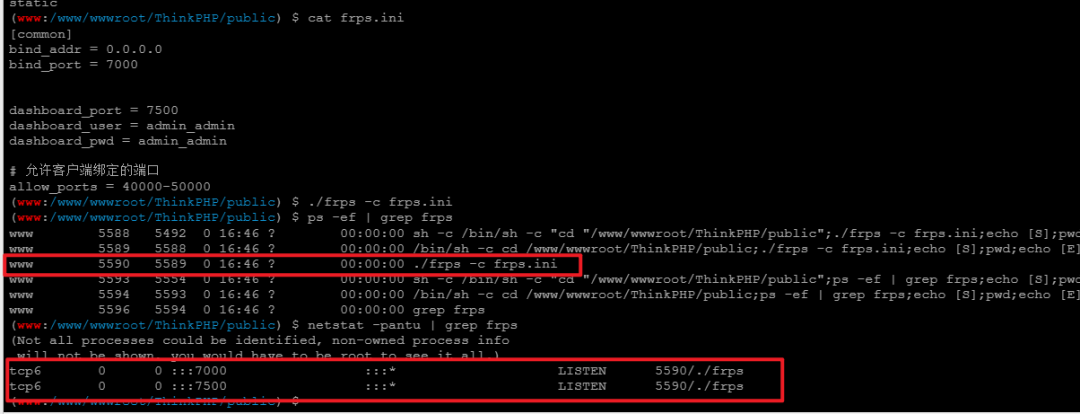 static
(www:/www/wwwroot/ThinkPHP/public) $ cat frps.ini
[common]
bind_addr = 0.0.0.0
bind_port = 7000
dashboard_port = 7500
dashboard_user = admin_admin
dashboard_pwd = admin_admin
# 允许客户端绑定的端口
allow_ports = 40000-50000
(www:/www/wwwroot/ThinkPHP/public) $ ./frps -c frps.ini
(www:/www/wwwroot/ThinkPHP/public) $ ps -ef | grep frps
www 5588 5492 0 16:46 ? 00:00:00 sh -c /bin/sh -c "cd "/www/wwwroot/ThinkPHP/public";./frps -c frps.ini;echo [S];pwd
www 5589 5588 0 16:46 ? 00:00:00 /bin/sh -c cd /www/wwwroot/ThinkPHP/public;./frps -c frps.ini;echo [S];pwd;echo [E]
www 5590 5589 0 16:46 ? 00:00:00 ./frps -c frps.ini
www 5593 5554 0 16:46 ? 00:00:00 sh -c /bin/sh -c "cd "/www/wwwroot/ThinkPHP/public";ps -ef | grep frps;echo [S];pwd
www 5594 5593 0 16:46 ? 00:00:00 /bin/sh -c cd /www/wwwroot/ThinkPHP/public;ps -ef | grep frps;echo [S];pwd;echo [E]
www 5596 5594 0 16:46 ? 00:00:00 grep frps
(www:/www/wwwroot/ThinkPHP/public) $ netstat -pantu | grep frps
(Not all processes could be identified, non-owned process info
will not be shown, you would have to be root to see it all.)
tcp6 0 0 :::7000 :::* LISTEN 5590/./frps
tcp6 0 0 :::7500 :::* LISTEN 5590/./frps
(www:/www/wwwroot/ThinkPHP/public) $